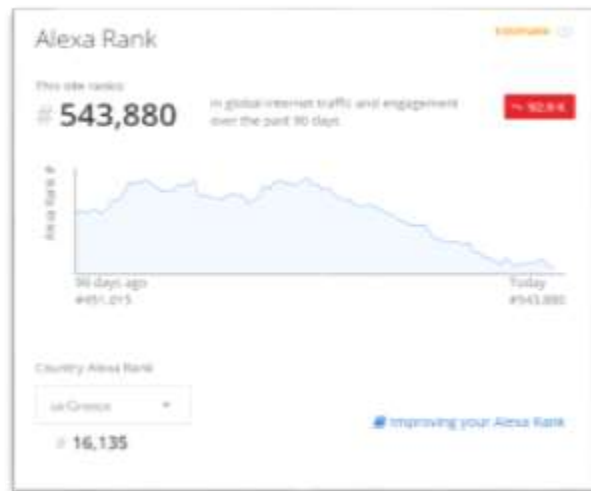 Alexa Rank
Estimate
This site ranks:
# 543,880
in global internet traffic and engagement
over the past 90 days
Alexa Rank #
90 days ago
Today
#543,880
Country Alexa Rank
Greece
# 16,135
Improving your Alexa Rank